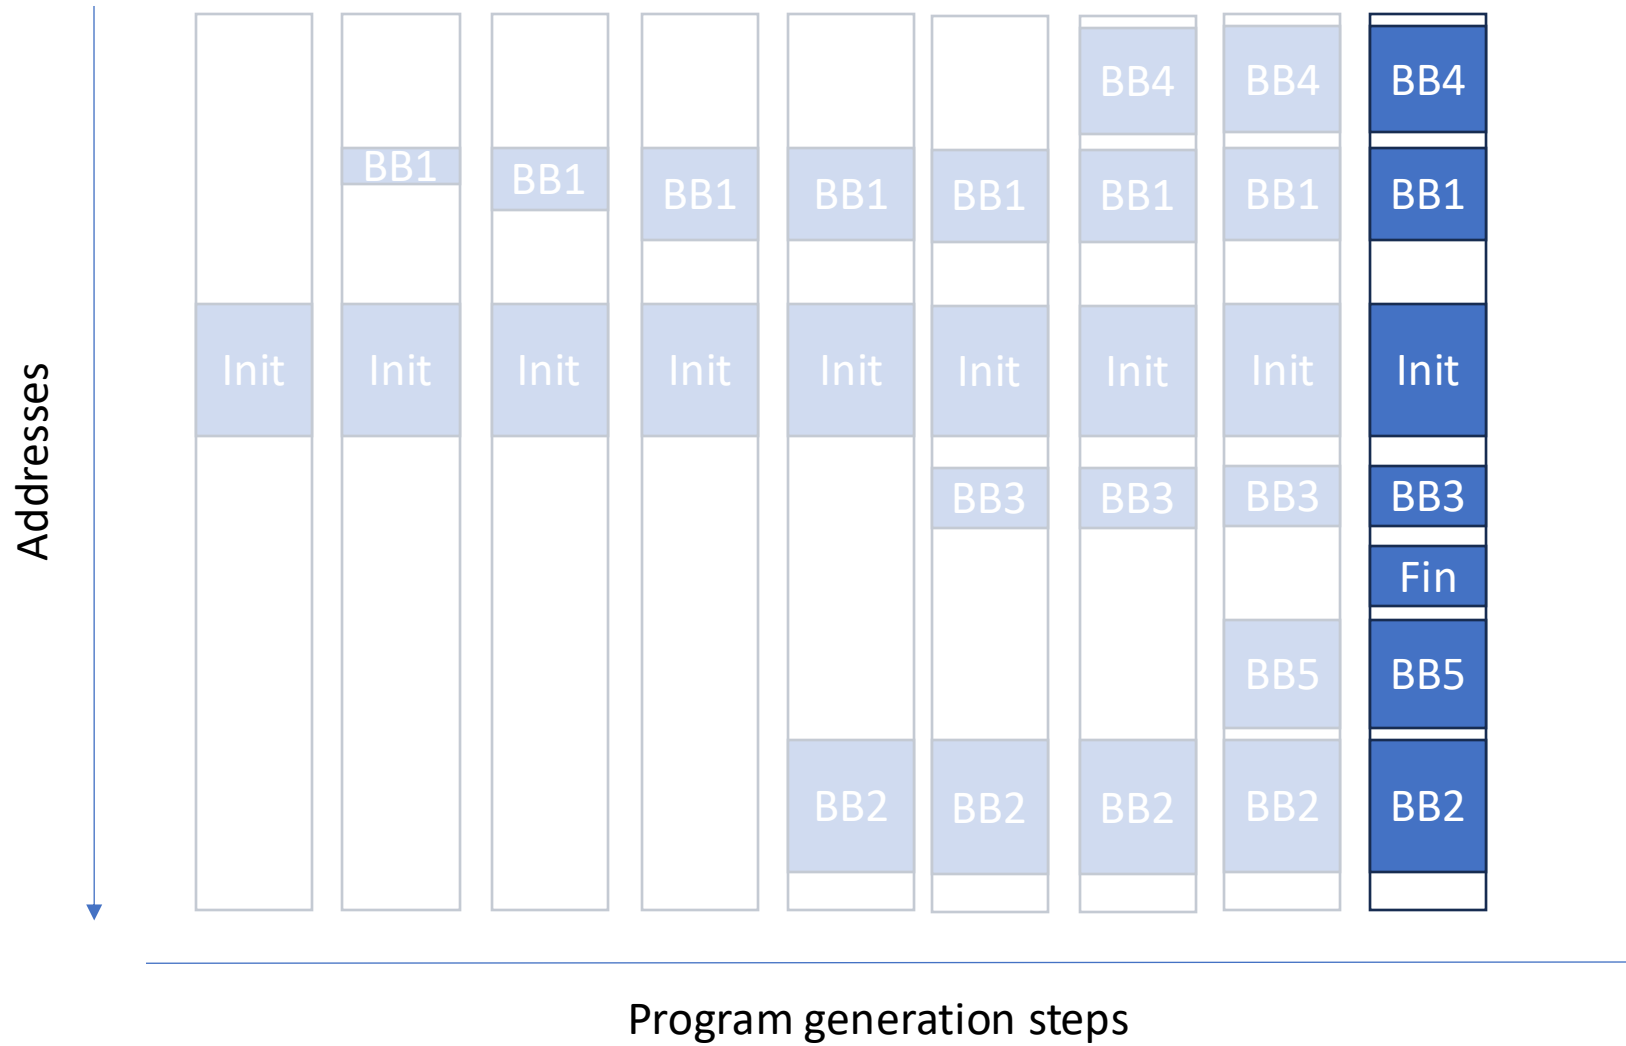 Addresses
Init
BB1
Init
BB1
Init
BB1
Init
BB1
Init
BB2
BB1
Init
BB3
BB2
BB4
BB1
Init
BB3
BB2
BB4
BB1
Init
BB3
BB5
BB2
BB4
BB1
Init
BB3
Fin
BB5
BB2
Program generation steps